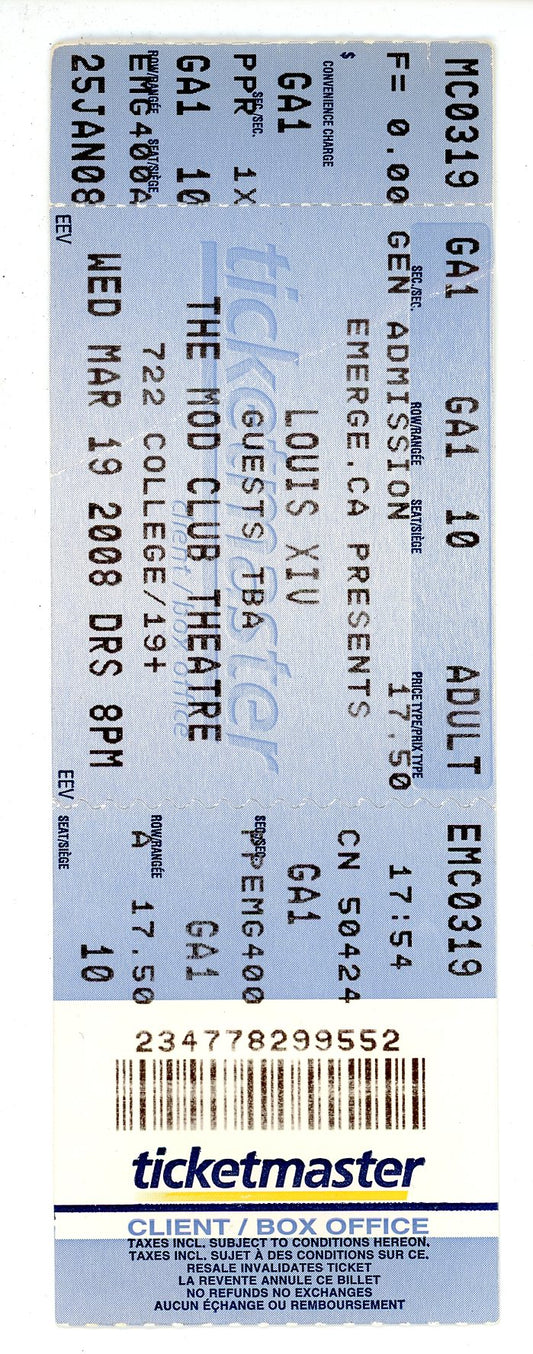 MC0319
F= 0.00
CONVENIENCE CHARGE
$
GA1
SEC./SEC.
PPR 1X
GA1 10
ROW/RANGÉE SEAT/SIÈGE
EMG400A
25JAN08
GA1 GA1 10 ADULT
SEC./SEC. ROW/RANGÉE SEAT/SIÈGE PRICE TYPE/PRIX TYPE
GEN ADMISSION 17.50
EMERGE.CA PRESENTS
LOUIS XIV
ticketmaster
GUESTS TBA
THE MOD CLUB THEATRE
client / box office
722 COLLEGE/19+
WED MAR 19 2008 DRS 8PM
EEV EEV
EMC0319
17:54
CN 50424
GA1
SEC./SEC.
PPEMG400
GA1
ROW/RANGÉE
A 17.50
10
SEAT/SIÈGE
234778299552
ticketmaster
CLIENT / BOX OFFICE
TAXES INCL. SUBJECT TO CONDITIONS HEREON.
TAXES INCL. SUJET À DES CONDITIONS SUR CE.
RESALE INVALIDATES TICKET
LA REVENTE ANNULE CE BILLET
NO REFUNDS NO EXCHANGES
AUCUN ÉÇHANGE OU REMBOURSEMENT